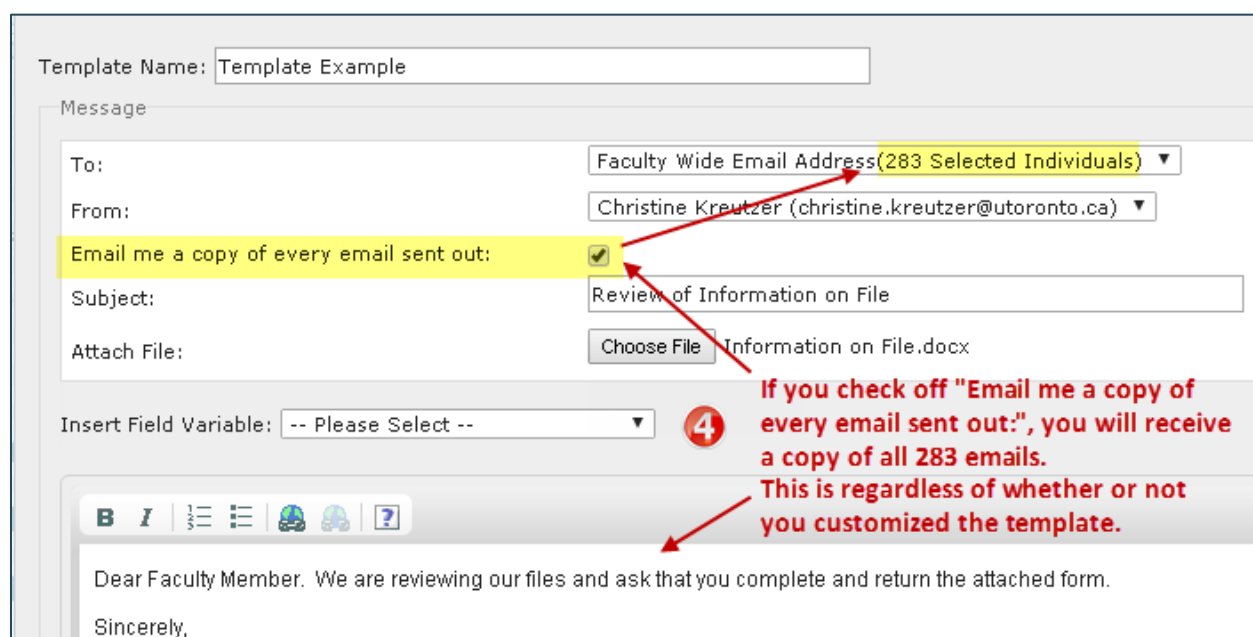 Template Name: Template Example
Message
To: Faculty Wide Email Address(283 Selected Individuals)
From: Christine Kreutzer (christine.kreutzer@utoronto.ca)
Email me a copy of every email sent out:
Subject: Review of Information on File
Attach File: Choose File Information on File.docx
Insert Field Variable: -- Please Select --
4
If you check off "Email me a copy of
every email sent out:", you will receive
a copy of all 283 emails.
This is regardless of whether or not
you customized the template.
B I ?
Dear Faculty Member. We are reviewing our files and ask that you complete and return the attached form.
Sincerely,